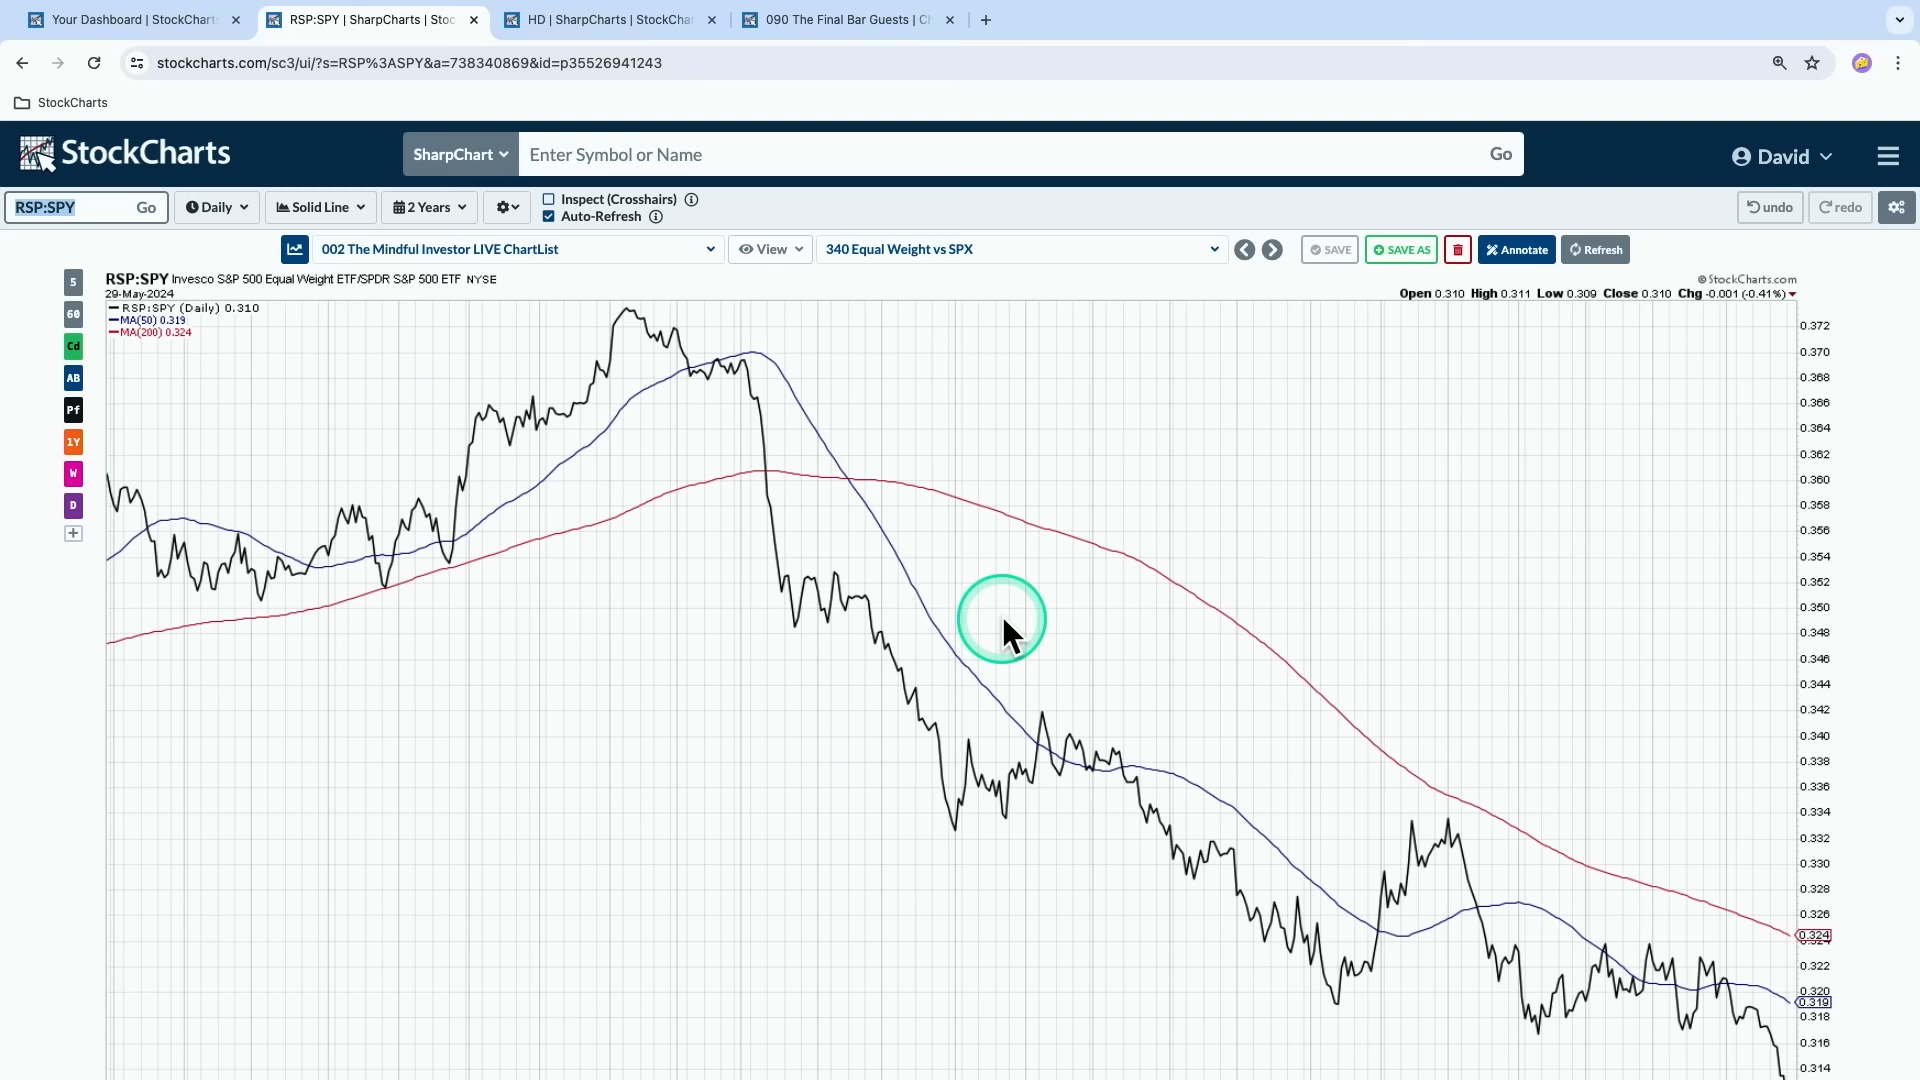 Your Dashboard | StockChart
RSP:SPY | SharpCharts | Stoc
HD | SharpCharts | StockChar
090 The Final Bar Guests | C
stockcharts.com/sc3/ui/?s=RSP%3ASPY&a=738340869&id=p35526941243
StockCharts
StockCharts
SharpChart
Enter Symbol or Name
Go
David
RSP:SPY
Go
Daily
Solid Line
2 Years
Inspect (Crosshairs)
Auto-Refresh
undo
redo
002 The Mindful Investor LIVE ChartList
View
340 Equal Weight vs SPX
SAVE
SAVE AS
Annotate
Refresh
RSP:SPY Invesco S&P 500 Equal Weight ETF/SPDR S&P 500 ETF NYSE
© StockCharts.com
29-May-2024
Open 0.310 High 0.311 Low 0.309 Close 0.310 Chg -0.001 (-0.41%)
RSP:SPY (Daily) 0.310
MA(50) 0.319
MA(200) 0.324
5
60
Cd
AB
Pf
1Y
W
D
0.372
0.370
0.368
0.366
0.364
0.362
0.360
0.358
0.356
0.354
0.352
0.350
0.348
0.346
0.344
0.342
0.340
0.338
0.336
0.334
0.332
0.330
0.328
0.326
0.324
0.322
0.320
0.319
0.318
0.316
0.314